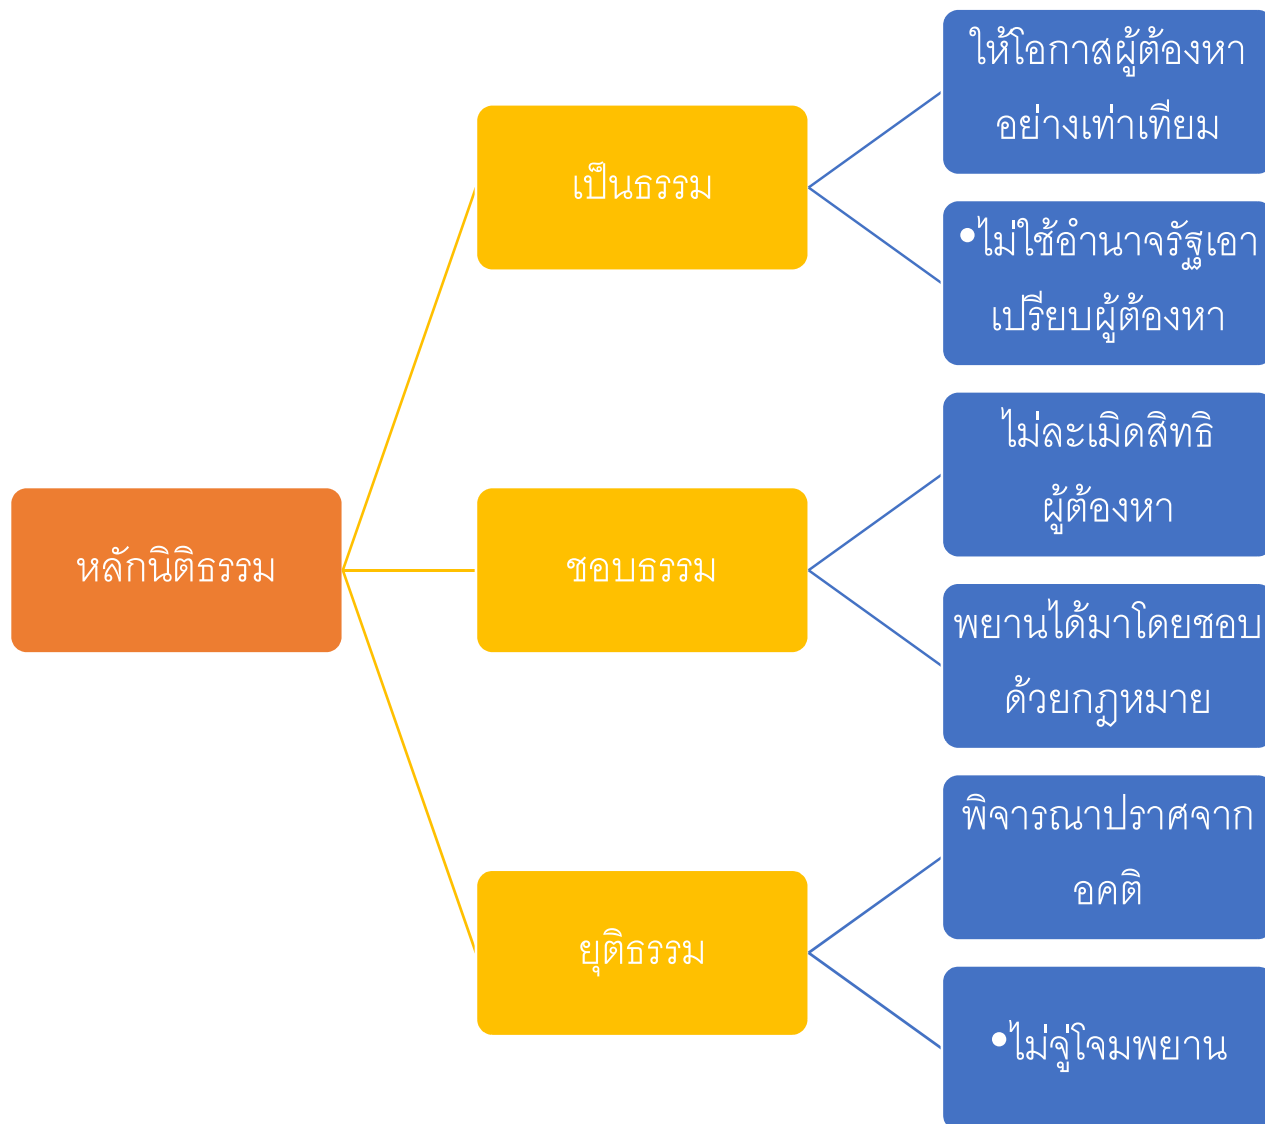 หลักนิติธรรม
เป็นธรรม
ให้โอกาสผู้ต้องหา
อย่างเท่าเทียม
•ไม่ใช้อำนาจรัฐเอา
เปรียบผู้ต้องหา
ชอบธรรม
ไม่ละเมิดสิทธิ
ผู้ต้องหา
พยานได้มาโดยชอบ
ด้วยกฎหมาย
ยุติธรรม
พิจารณาปราศจาก
อคติ
•ไม่จู่โจมพยาน